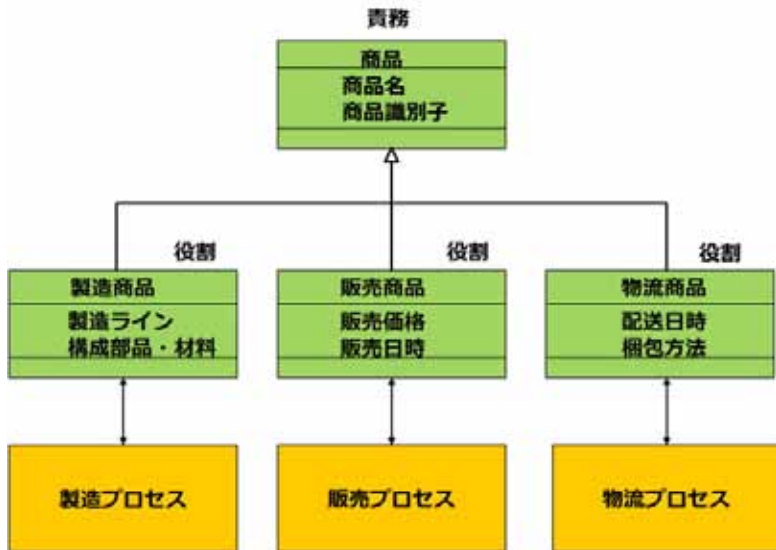 責務
商品
商品名
商品識別子
役割
製造商品
製造ライン
構成部品・材料
役割
販売商品
販売価格
販売日時
役割
物流商品
配送日時
梱包方法
製造プロセス
販売プロセス
物流プロセス